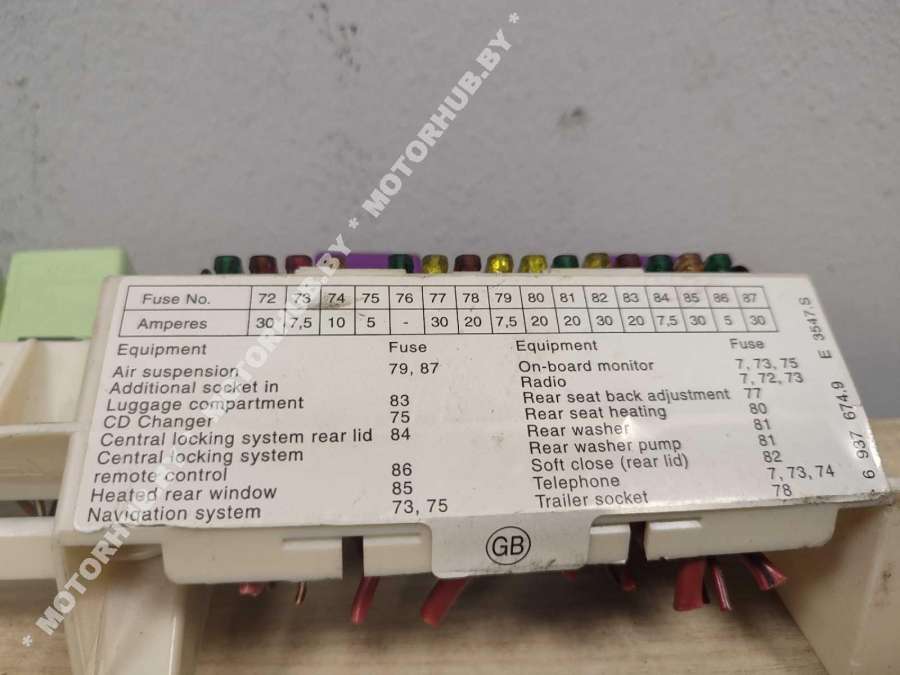 * MOTORHUB.BY * MOTORHUB.BY *
Fuse No. 72 73 74 75 76 77 78 79 80 81 82 83 84 85 86 87
Amperes 30 7,5 10 5 - 30 20 7,5 20 20 30 20 7,5 30 5 30
Equipment Fuse
Air suspension 79, 87
Additional socket in
Luggage compartment 83
CD Changer 75
Central locking system rear lid 84
Central locking system
remote control 86
Heated rear window 85
Navigation system 73, 75
Equipment Fuse
On-board monitor 7, 73, 75
Radio 7, 72, 73
Rear seat back adjustment 77
Rear seat heating 80
Rear washer 81
Rear washer pump 81
Soft close (rear lid) 82
Telephone 7, 73, 74
Trailer socket 78
6 937 674.9 E 3547.S
GB